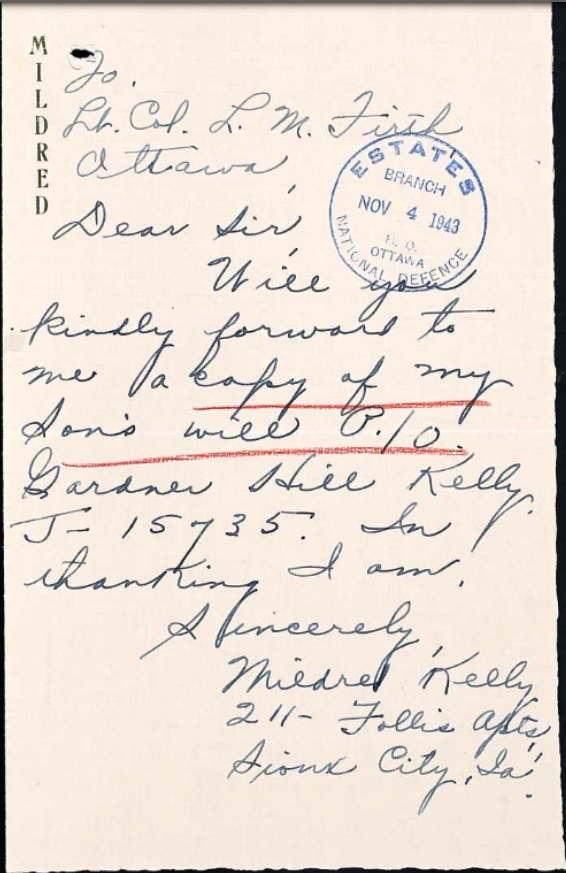 MILDRED
To.
Lt. Col. L. M. Firth
Ottawa,
ESTATES
BRANCH
NOV 4 1943
H. Q.
OTTAWA
NATIONAL DEFENCE
Dear Sir,
Will you
kindly forward to
me a copy of my
Son's will P./O.
Gardner Hill Kelly.
J-15735. In
thanking I am.
Sincerely,
Mildred Kelly
211- Follis Apts,
Sioux City, Ia.